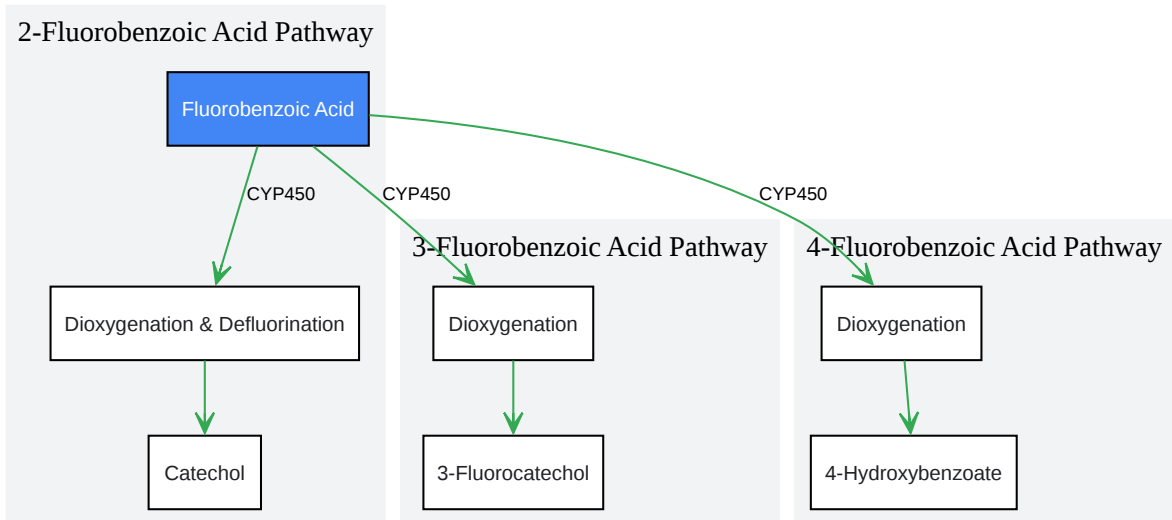 2-Fluorobenzoic Acid Pathway
Fluorobenzoic Acid
CYP450
CYP450
CYP450
3-Fluorobenzoic Acid Pathway
4-Fluorobenzoic Acid Pathway
Dioxygenation & Defluorination
Dioxygenation
Dioxygenation
Catechol
3-Fluorocatechol
4-Hydroxybenzoate